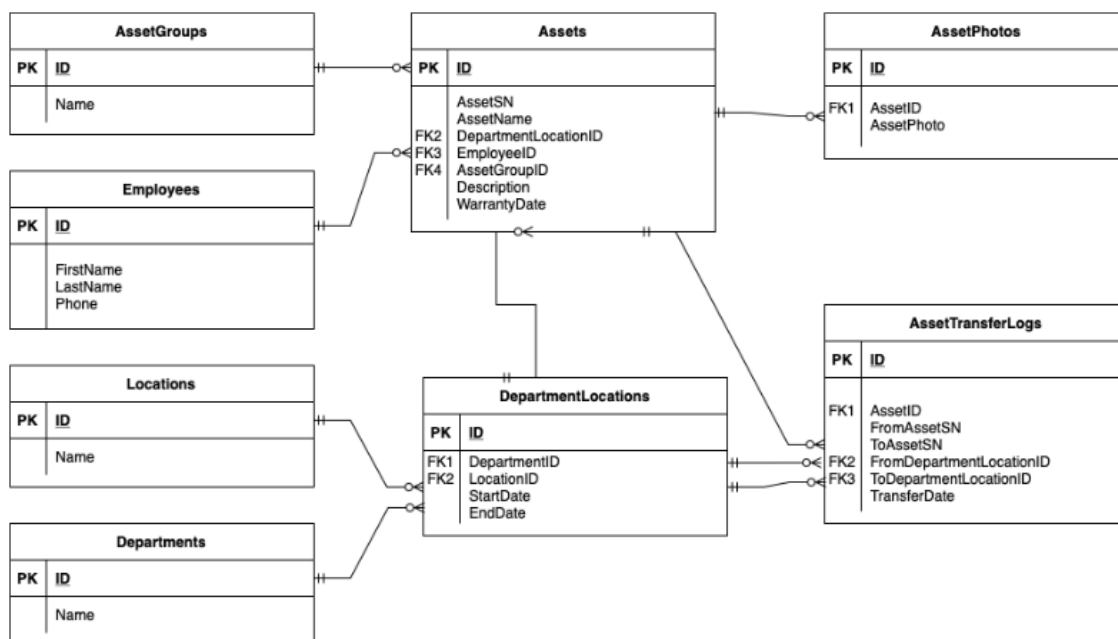 AssetGroups
PK ID
Name
Assets
PK ID
AssetSN
AssetName
FK2 DepartmentLocationID
FK3 EmployeeID
FK4 AssetGroupID
Description
WarrantyDate
AssetPhotos
PK ID
FK1 AssetID
AssetPhoto
Employees
PK ID
FirstName
LastName
Phone
AssetTransferLogs
PK ID
FK1 AssetID
FromAssetSN
ToAssetSN
FK2 FromDepartmentLocationID
FK3 ToDepartmentLocationID
TransferDate
Locations
PK ID
Name
DepartmentLocations
PK ID
FK1 DepartmentID
FK2 LocationID
StartDate
EndDate
Departments
PK ID
Name